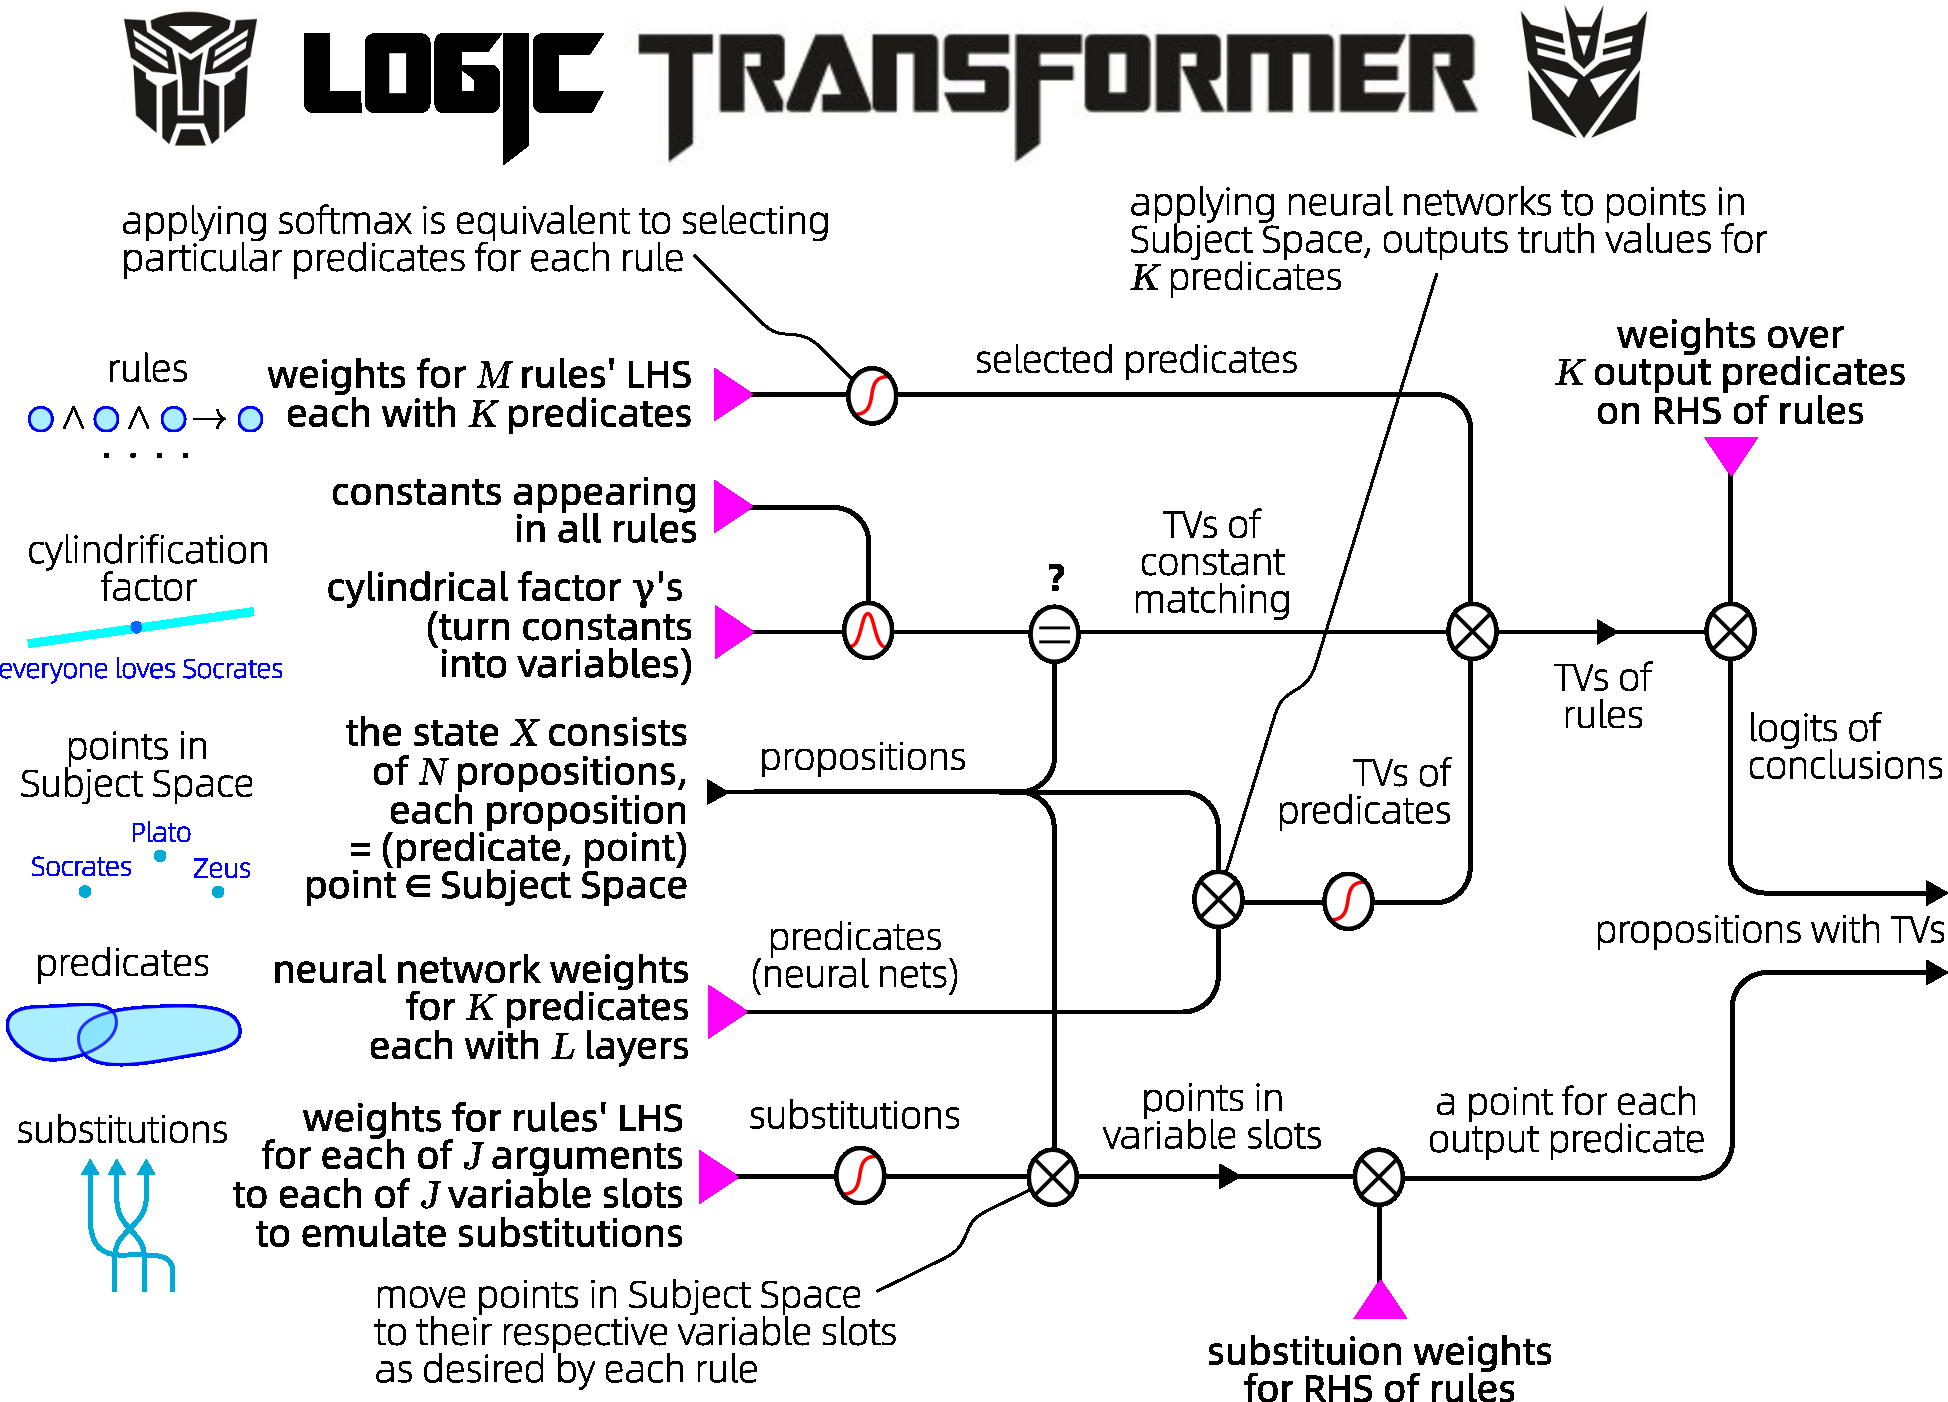 LOGIC TRANSFORMER
applying softmax is equivalent to selecting
particular predicates for each rule
applying neural networks to points in
Subject Space, outputs truth values for
K predicates
rules
∧ ∧ →
. . . .
weights for M rules' LHS
each with K predicates
selected predicates
weights over
K output predicates
on RHS of rules
constants appearing
in all rules
cylindrification
factor
everyone loves Socrates
cylindrical factor γ's
(turn constants
into variables)
?
=
TVs of
constant
matching
TVs of
rules
points in
Subject Space
Plato
Socrates
Zeus
the state X consists
of N propositions,
each proposition
= (predicate, point)
point ∈ Subject Space
propositions
TVs of
predicates
logits of
conclusions
propositions with TVs
predicates
neural network weights
for K predicates
each with L layers
predicates
(neural nets)
substitutions
weights for rules' LHS
for each of J arguments
to each of J variable slots
to emulate substitutions
substitutions
points in
variable slots
a point for each
output predicate
move points in Subject Space
to their respective variable slots
as desired by each rule
substituion weights
for RHS of rules